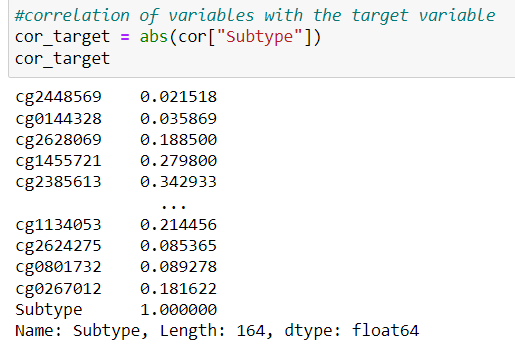 #correlation of variables with the target variable
cor_target = abs(cor["Subtype"])
cor_target
cg2448569    0.021518
cg0144328    0.035869
cg2628069    0.188500
cg1455721    0.279800
cg2385613    0.342933
...
cg1134053    0.214456
cg2624275    0.085365
cg0801732    0.089278
cg0267012    0.181622
Subtype      1.000000
Name: Subtype, Length: 164, dtype: float64